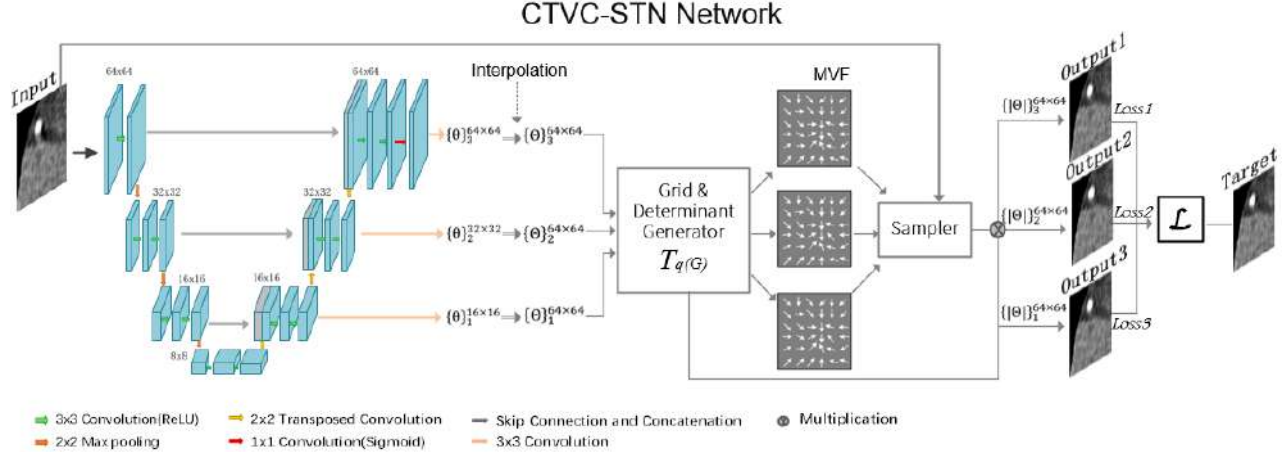 CTVC-STN Network
Input
64x64
32x32
16x16
8x8
16x16
32x32
64x64
Interpolation
{θ}₃^64×64 ⇒ {Θ}₃^64×64
{θ}₂^32×32 ⇒ {Θ}₂^64×64
{θ}₁^16×16 ⇒ {Θ}₁^64×64
Grid &
Determinant
Generator
T_q(G)
MVF
Sampler
{|Θ|}₃^64×64
{|Θ|}₂^64×64
{|Θ|}₁^64×64
Output1
Output2
Output3
Loss1
Loss2
Loss3
ℒ
Target
3x3 Convolution(ReLU)
2x2 Max pooling
2x2 Transposed Convolution
1x1 Convolution(Sigmoid)
Skip Connection and Concatenation
3x3 Convolution
Multiplication